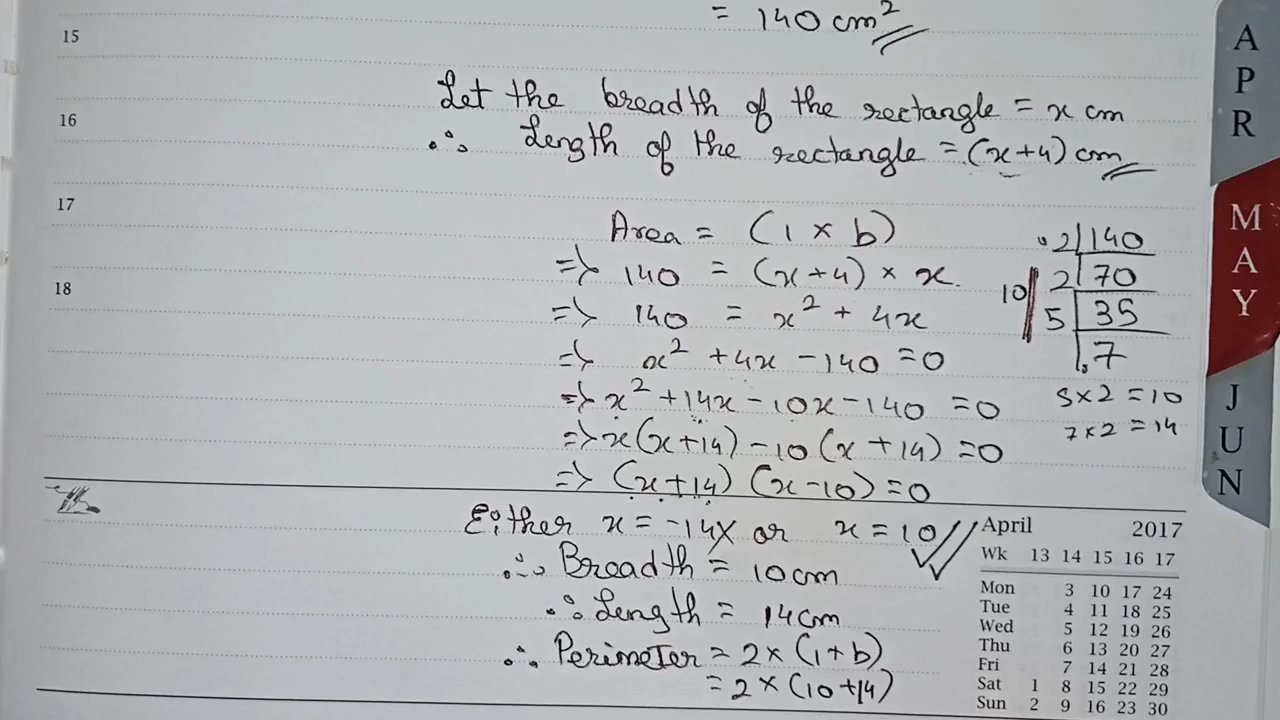 = 140 cm²
15
Let the breadth of the rectangle = x cm
16
∴ Length of the rectangle = (x+4) cm
17
Area = (l × b)
=> 140 = (x+4) × x
18
=> 140 = x² + 4x
=> x² + 4x - 140 = 0
=> x² + 14x - 10x - 140 = 0
=> x(x+14) - 10(x+14) = 0
=> (x+14) (x-10) = 0
Either x = -14 × or x = 10 ✓
∴ Breadth = 10 cm
∴ Length = 14 cm
∴ Perimeter = 2 × (l + b)
= 2 × (10+14)
2 140
10 2 70
5 35
7
5 × 2 = 10
7 × 2 = 14
APR
MAY
JUN
April 2017
Wk 13 14 15 16 17
Mon 3 10 17 24
Tue 4 11 18 25
Wed 5 12 19 26
Thu 6 13 20 27
Fri 7 14 21 28
Sat 1 8 15 22 29
Sun 2 9 16 23 30